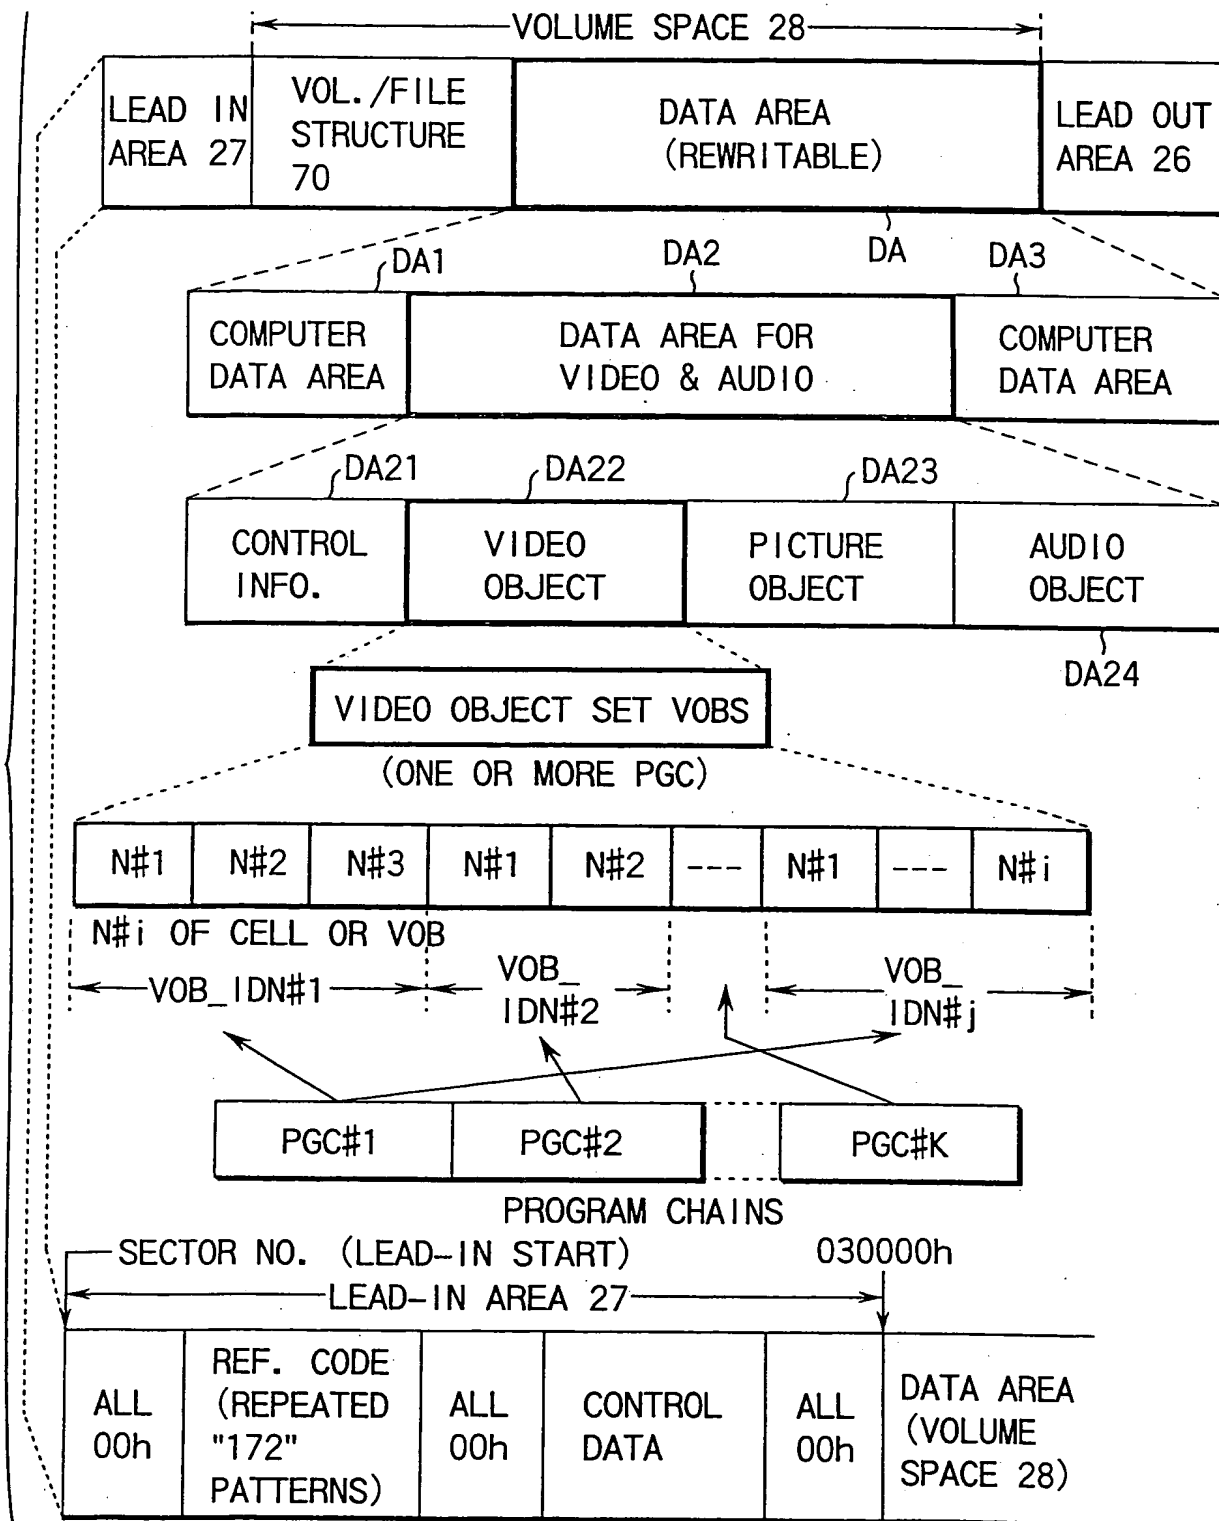 VOLUME SPACE 28
LEAD IN
AREA 27
VOL./FILE
STRUCTURE
70
DATA AREA
(REWRITABLE)
LEAD OUT
AREA 26
DA1
DA2
DA
DA3
COMPUTER
DATA AREA
DATA AREA FOR
VIDEO & AUDIO
COMPUTER
DATA AREA
DA21
DA22
DA23
CONTROL
INFO.
VIDEO
OBJECT
PICTURE
OBJECT
AUDIO
OBJECT
DA24
VIDEO OBJECT SET VOBS
(ONE OR MORE PGC)
N#1 N#2 N#3 N#1 N#2 --- N#1 --- N#i
N#i OF CELL OR VOB
VOB_IDN#1
VOB_
IDN#2
VOB_
IDN#j
PGC#1 PGC#2 PGC#K
PROGRAM CHAINS
SECTOR NO. (LEAD-IN START)
030000h
LEAD-IN AREA 27
ALL
00h
REF. CODE
(REPEATED
"172"
PATTERNS)
ALL
00h
CONTROL
DATA
ALL
00h
DATA AREA
(VOLUME
SPACE 28)